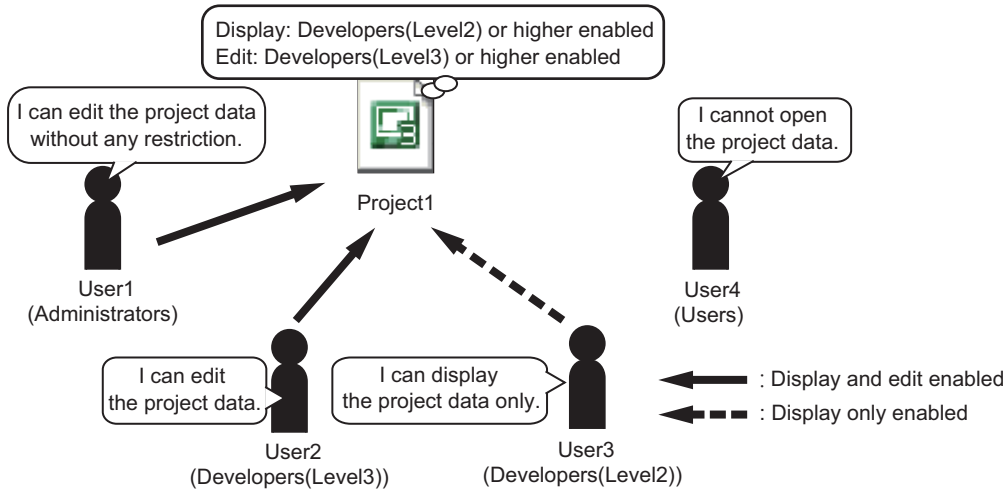 Display: Developers(Level2) or higher enabled
Edit: Developers(Level3) or higher enabled
I can edit the project data
without any restriction.
I cannot open
the project data.
3
Project1
User1
(Administrators)
User4
(Users)
I can edit
the project data.
I can display
the project data only.
: Display and edit enabled
: Display only enabled
User2
(Developers(Level3))
User3
(Developers(Level2))